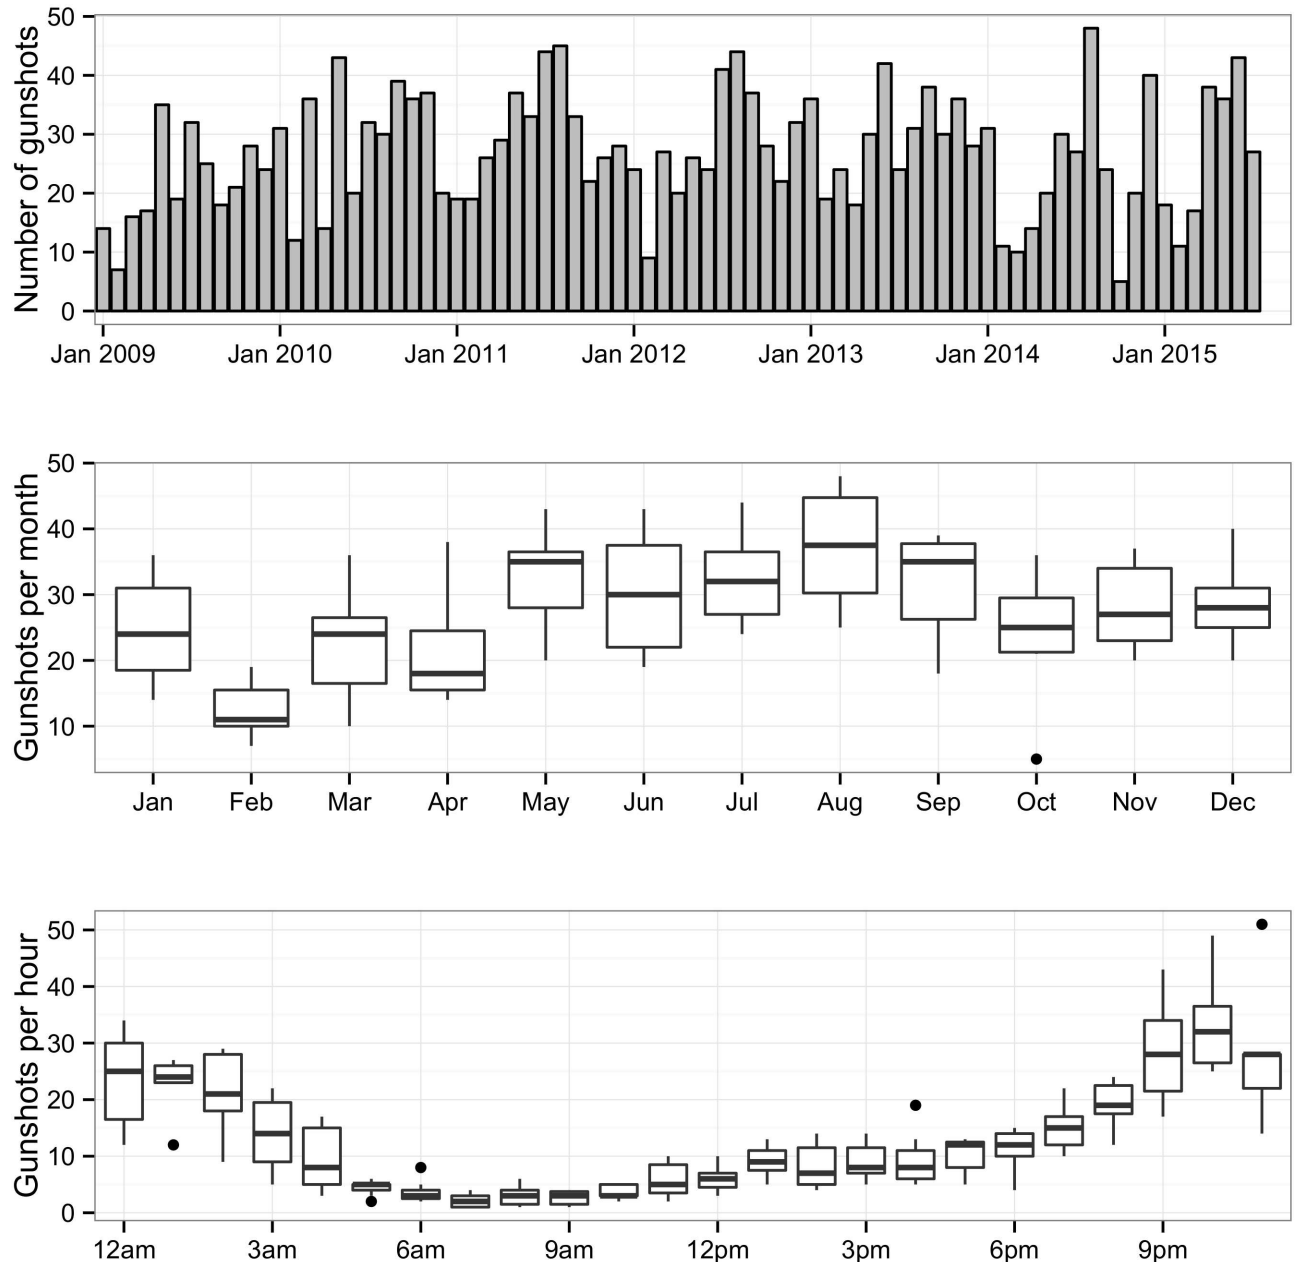 Number of gunshots
50
40
30
20
10
0
Jan 2009 Jan 2010 Jan 2011 Jan 2012 Jan 2013 Jan 2014 Jan 2015
Gunshots per month
50
40
30
20
10
Jan Feb Mar Apr May Jun Jul Aug Sep Oct Nov Dec
Gunshots per hour
50
40
30
20
10
0
12am 3am 6am 9am 12pm 3pm 6pm 9pm